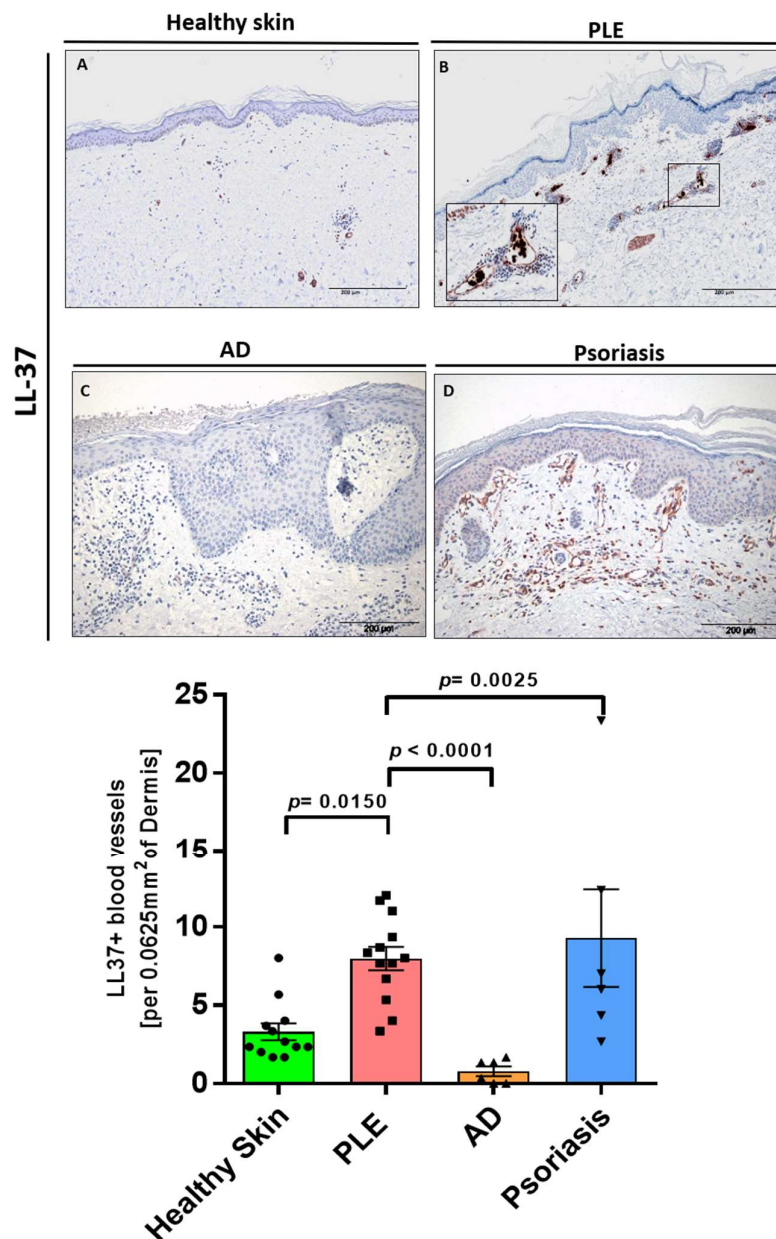 Healthy skin
PLE
LL-37
A
B
200 µm
AD
Psoriasis
C
D
200 µm
200 µm
LL37+ blood vessels
[per 0.0625mm² of Dermis]
25
20
15
10
5
0
p= 0.0025
p < 0.0001
p= 0.0150
Healthy Skin
PLE
AD
Psoriasis